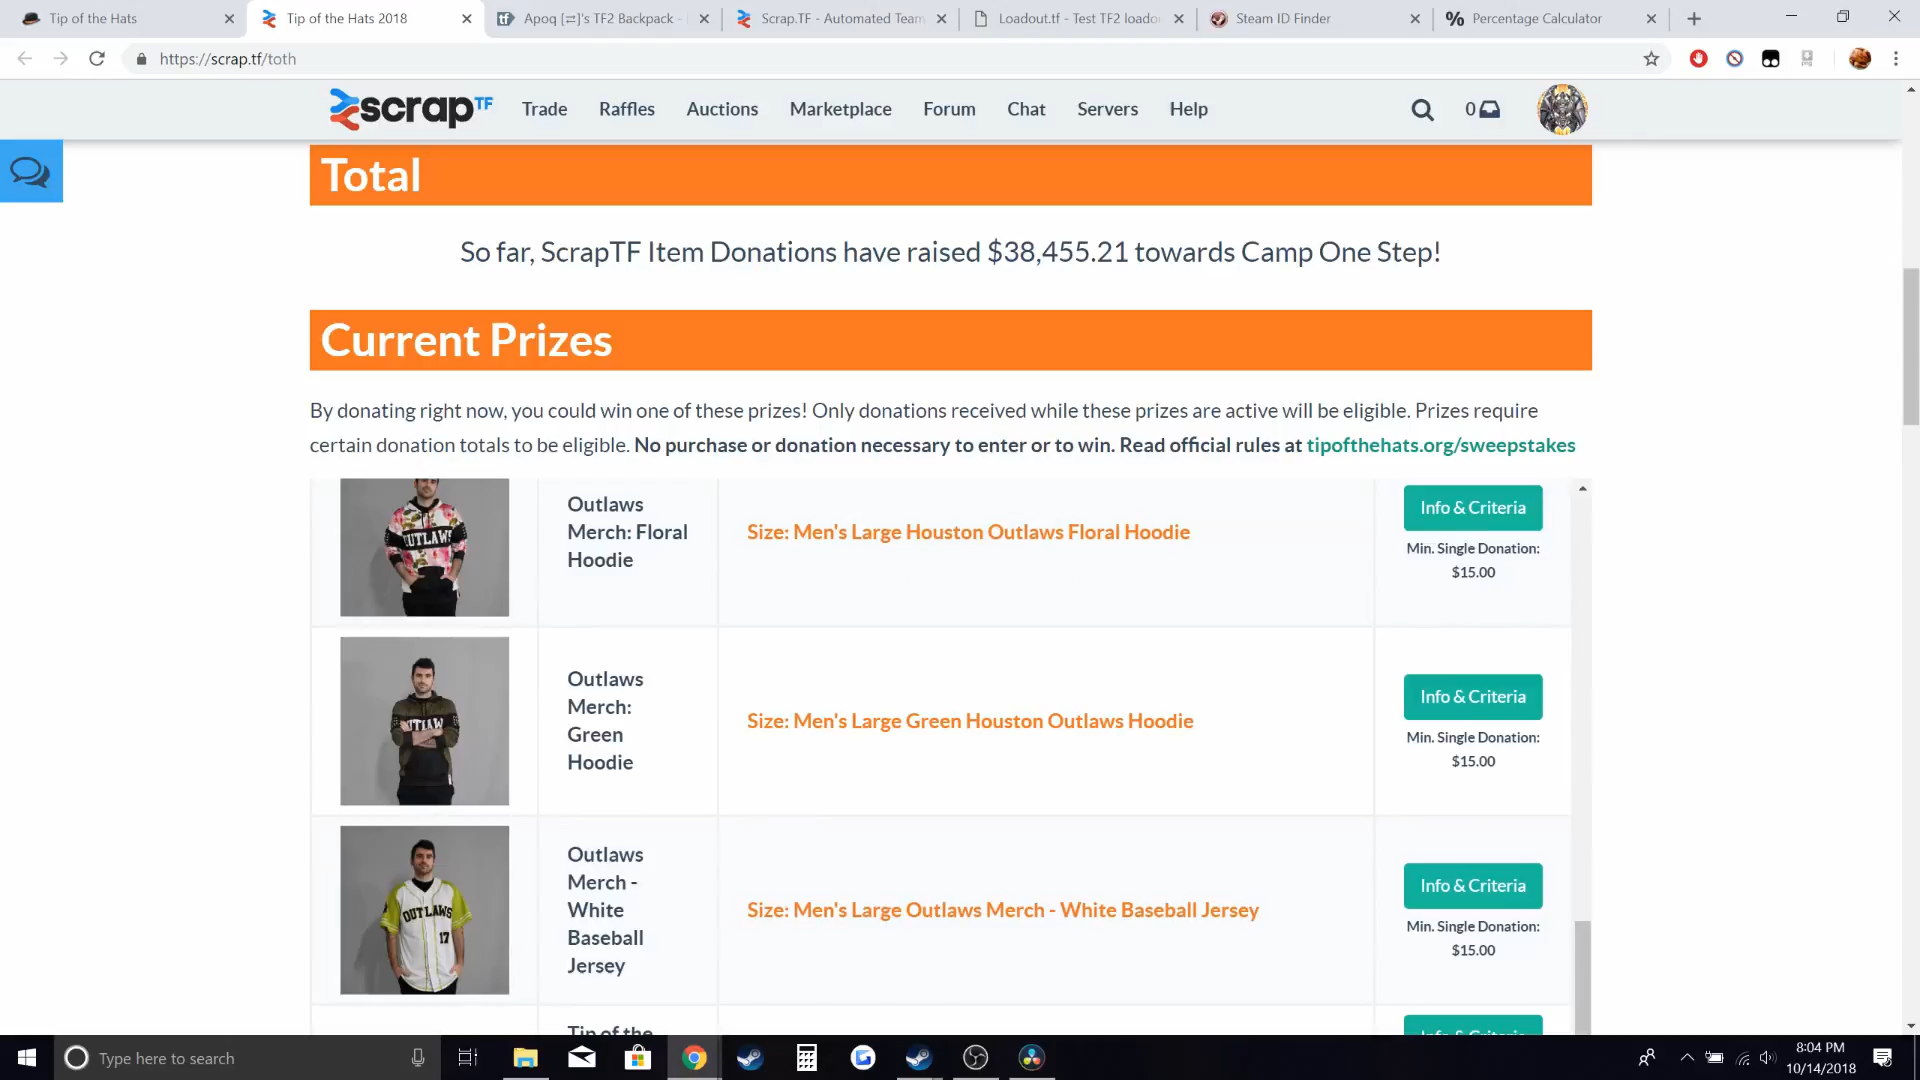 Tip of the Hats
Tip of the Hats 2018
Apoq [⇄]'s TF2 Backpack -
Scrap.TF - Automated Team
Loadout.tf - Test TF2 loado
Steam ID Finder
% Percentage Calculator
https://scrap.tf/toth
scrap TF
Trade
Raffles
Auctions
Marketplace
Forum
Chat
Servers
Help
0
Total
So far, ScrapTF Item Donations have raised $38,455.21 towards Camp One Step!
Current Prizes
By donating right now, you could win one of these prizes! Only donations received while these prizes are active will be eligible. Prizes require
certain donation totals to be eligible. No purchase or donation necessary to enter or to win. Read official rules at tipofthehats.org/sweepstakes
OUTLAWS
Outlaws
Merch: Floral
Hoodie
Size: Men's Large Houston Outlaws Floral Hoodie
Info & Criteria
Min. Single Donation:
$15.00
OUTLAW
Outlaws
Merch:
Green
Hoodie
Size: Men's Large Green Houston Outlaws Hoodie
Info & Criteria
Min. Single Donation:
$15.00
OUTLAWS
17
Outlaws
Merch -
White
Baseball
Jersey
Size: Men's Large Outlaws Merch - White Baseball Jersey
Info & Criteria
Min. Single Donation:
$15.00
Tip of the
Info & Criteria
Type here to search
8:04 PM
10/14/2018